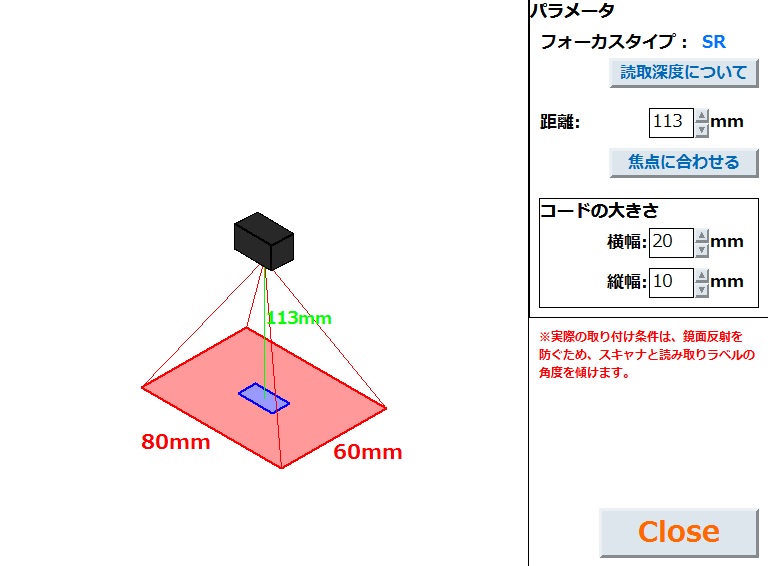 パラメータ
フォーカスタイプ： SR
読取深度について
距離: 113 mm
焦点に合わせる
コードの大きさ
横幅: 20 mm
縦幅: 10 mm
113mm
80mm
60mm
※実際の取り付け条件は、鏡面反射を
防ぐため、スキャナと読み取りラベルの
角度を傾けます。
Close